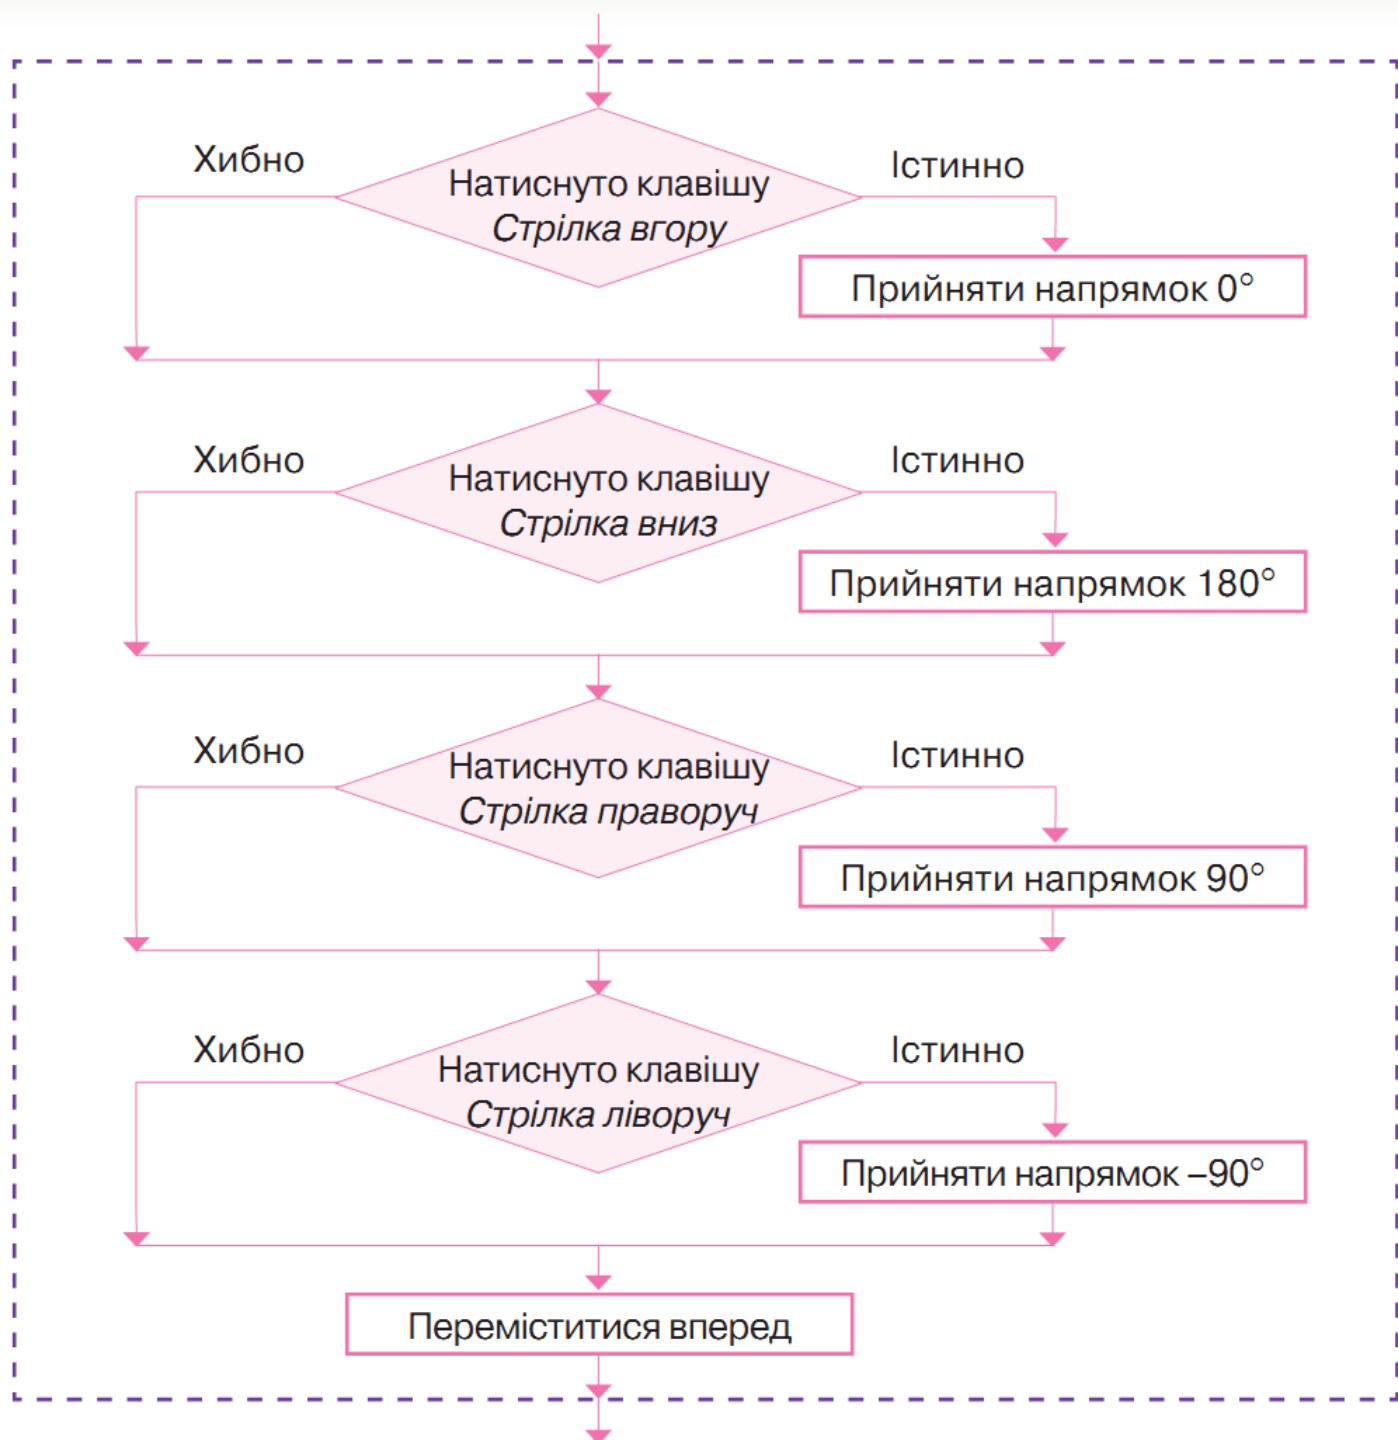 Хибно
Істинно
Натиснуто клавішу
Стрілка вгору
Прийняти напрямок 0°
Хибно
Істинно
Натиснуто клавішу
Стрілка вниз
Прийняти напрямок 180°
Хибно
Істинно
Натиснуто клавішу
Стрілка праворуч
Прийняти напрямок 90°
Хибно
Істинно
Натиснуто клавішу
Стрілка ліворуч
Прийняти напрямок –90°
Переміститися вперед